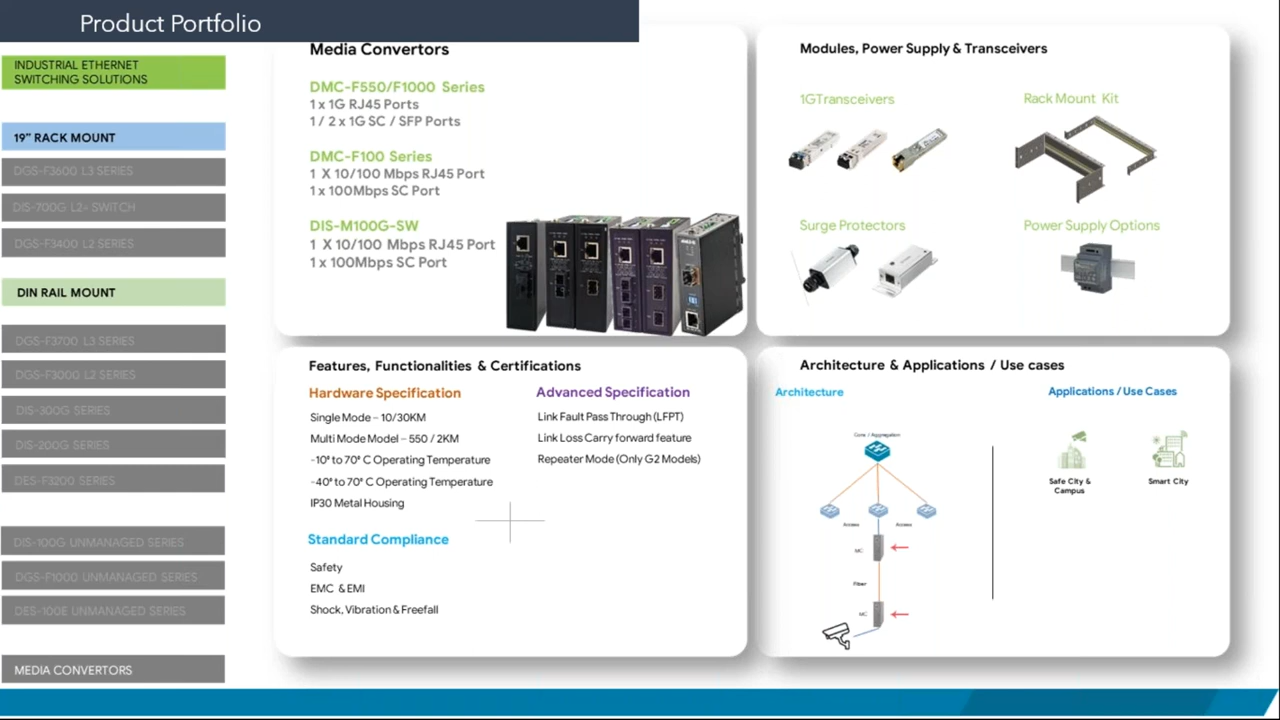 Product Portfolio
INDUSTRIAL ETHERNET
SWITCHING SOLUTIONS
19" RACK MOUNT
DGS-F3600 L3 SERIES
DIS-700G L2+ SWITCH
DGS-F3400 L2 SERIES
DIN RAIL MOUNT
DGS-F3700 L3 SERIES
DGS-F3000 L2 SERIES
DIS-300G SERIES
DIS-200G SERIES
DES-F3200 SERIES
DIS-100G UNMANAGED SERIES
DGS-F1000 UNMANAGED SERIES
DES-100E UNMANAGED SERIES
MEDIA CONVERTORS
Media Convertors
DMC-F550/F1000 Series
1 x 1G RJ45 Ports
1 / 2 x 1G SC / SFP Ports
DMC-F100 Series
1 X 10/100 Mbps RJ45 Port
1 x 100Mbps SC Port
DIS-M100G-SW
1 X 10/100 Mbps RJ45 Port
1 x 100Mbps SC Port
Modules, Power Supply & Transceivers
1GTransceivers
Rack Mount Kit
Surge Protectors
Power Supply Options
Features, Functionalities & Certifications
Hardware Specification
Single Mode – 10/30KM
Multi Mode Model – 550 / 2KM
-10° to 70° C Operating Temperature
-40° to 70° C Operating Temperature
IP30 Metal Housing
Standard Compliance
Safety
EMC & EMI
Shock, Vibration & Freefall
Advanced Specification
Link Fault Pass Through (LFPT)
Link Loss Carry forward feature
Repeater Mode (Only G2 Models)
Architecture & Applications / Use cases
Architecture
Core / Aggregation
Access
Access
MC
Fiber
MC
Applications / Use Cases
Safe City &
Campus
Smart City